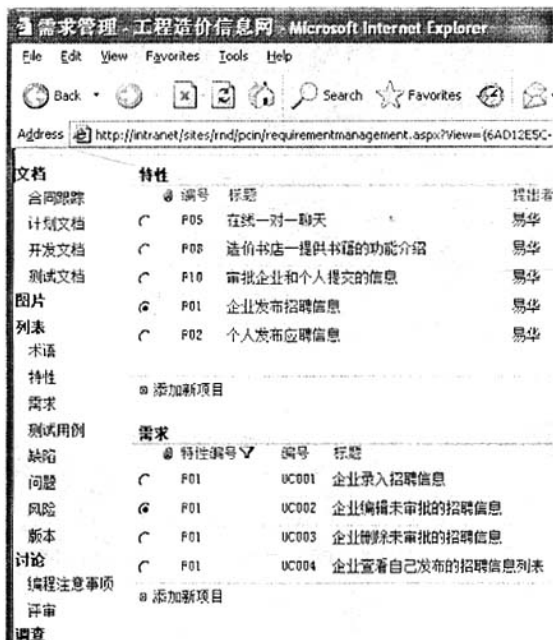 需求管理 - 工程造价信息网 - Microsoft Internet Explorer
File Edit View Favorites Tools Help
Back Search Favorites
Address http://intranet/sites/rnd/pcin/requirementmanagement.aspx?View={6AD12E5C-
文档
合同跟踪
计划文档
开发文档
测试文档
图片
列表
术语
特性
需求
测试用例
缺陷
问题
风险
版本
讨论
编程注意事项
评审
调查
特性
编号 标题 提出者
F05 在线一对一聊天 易华
F08 造价书店—提供书籍的功能介绍 易华
F10 审批企业和个人提交的信息 易华
F01 企业发布招聘信息 易华
F02 个人发布应聘信息 易华
添加新项目
需求
特性编号 编号 标题
F01 UC001 企业录入招聘信息
F01 UC002 企业编辑未审批的招聘信息
F01 UC003 企业删除未审批的招聘信息
F01 UC004 企业查看自己发布的招聘信息列表
添加新项目